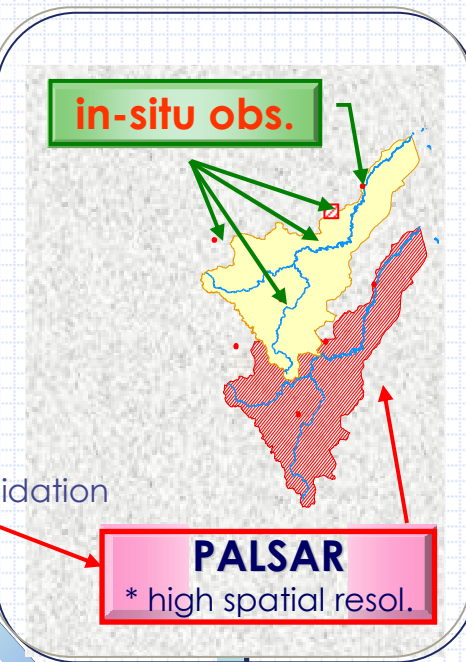 in-situ obs.
idation
PALSAR
* high spatial resol.